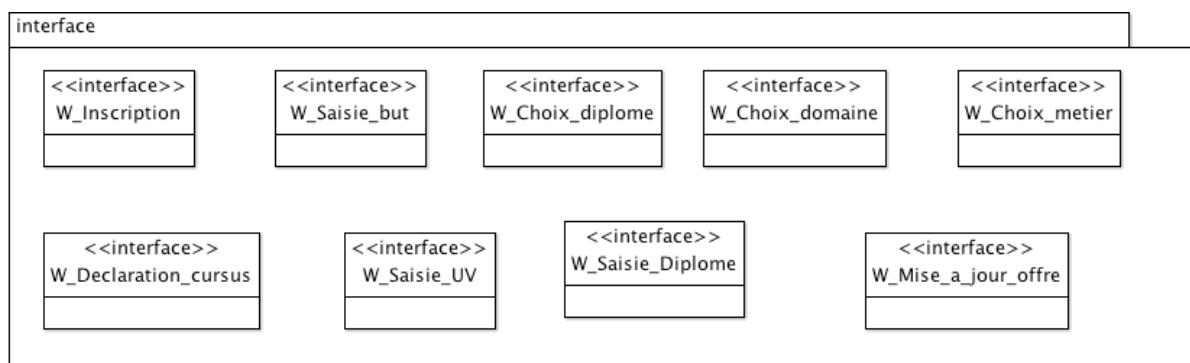 interface
<<interface>>
W_Inscription
<<interface>>
W_Saisie_but
<<interface>>
W_Choix_diplome
<<interface>>
W_Choix_domaine
<<interface>>
W_Choix_metier
<<interface>>
W_Declaration_cursus
<<interface>>
W_Saisie_UV
<<interface>>
W_Saisie_Diplome
<<interface>>
W_Mise_a_jour_offre